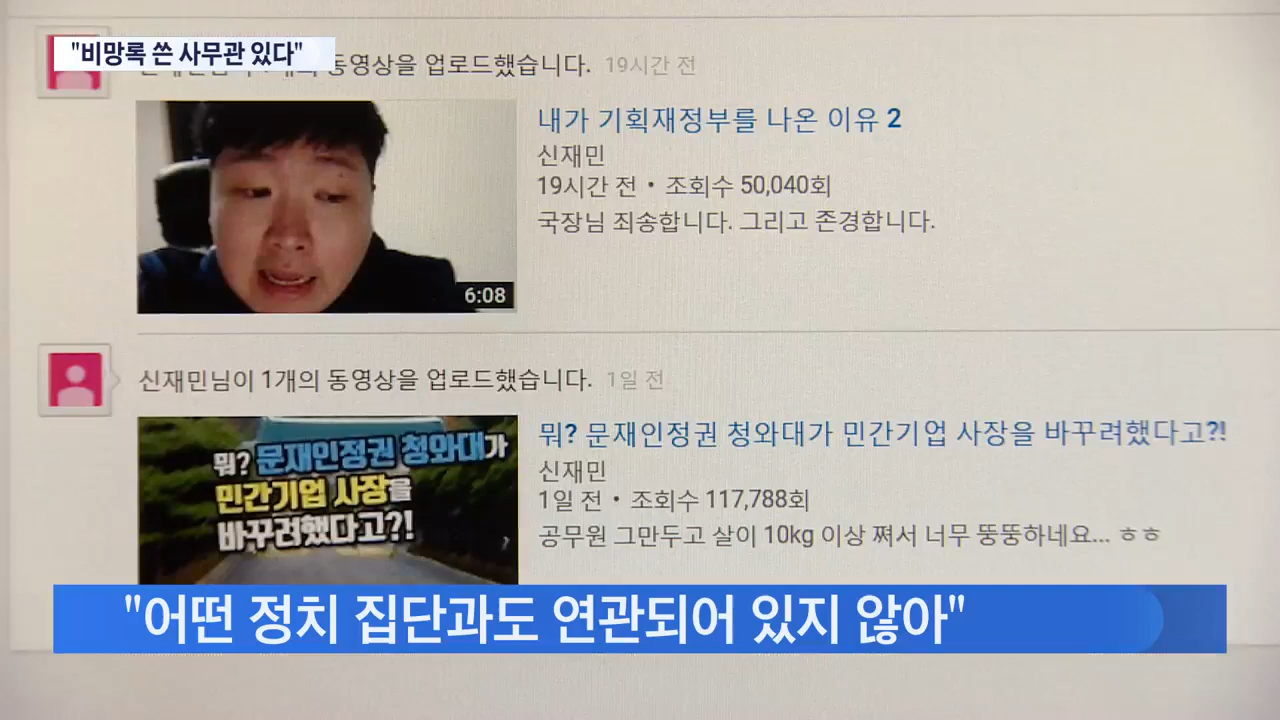 "비망록 쓴 사무관 있다"
동영상을 업로드했습니다. 19시간 전
내가 기획재정부를 나온 이유 2
신재민
19시간 전 • 조회수 50,040회
국장님 죄송합니다. 그리고 존경합니다.
6:08
신재민님이 1개의 동영상을 업로드했습니다. 1일 전
뭐? 문재인정권 청와대가
민간기업 사장을
바꾸려했다고?!
뭐? 문재인정권 청와대가 민간기업 사장을 바꾸려했다고?!
신재민
1일 전 • 조회수 117,788회
공무원 그만두고 살이 10kg 이상 쪄서 너무 뚱뚱하네요... ㅎㅎ
"어떤 정치 집단과도 연관되어 있지 않아"